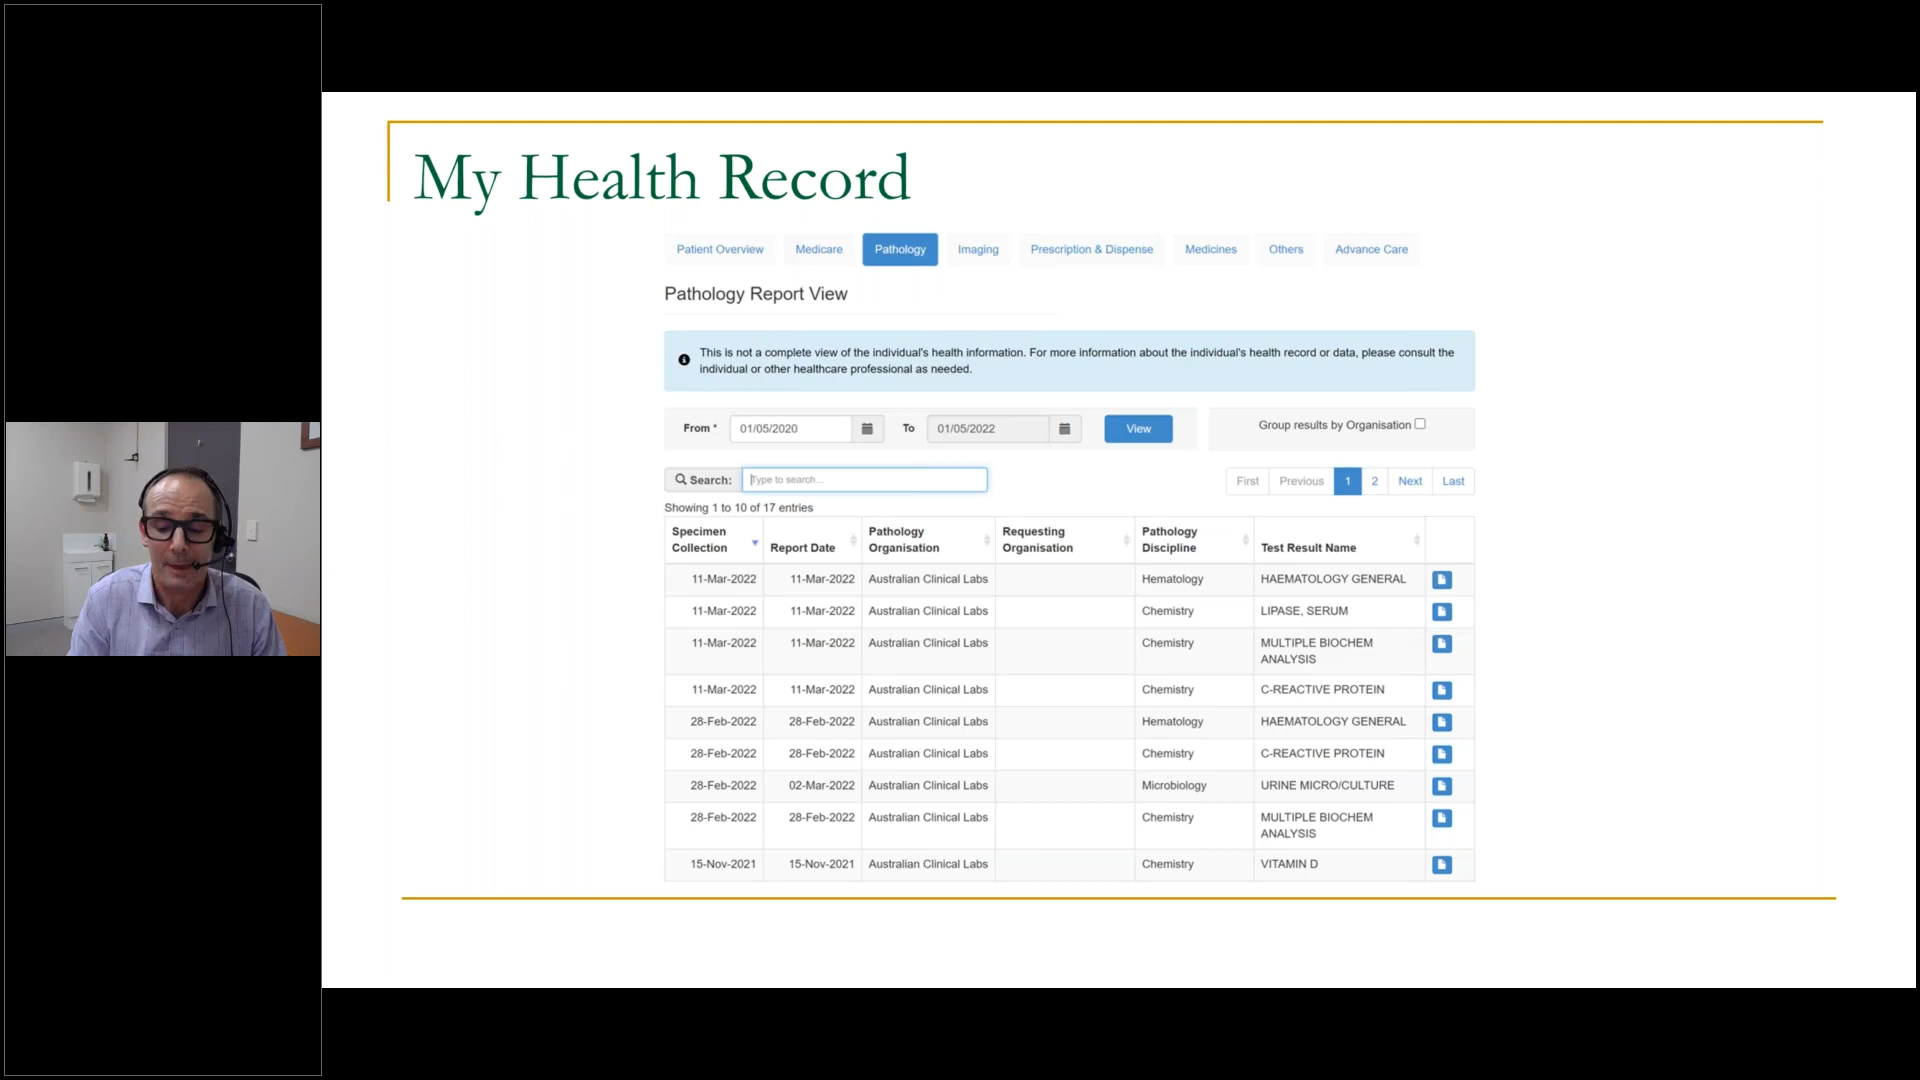 My Health Record
Patient Overview Medicare Pathology Imaging Prescription & Dispense Medicines Others Advance Care
Pathology Report View
This is not a complete view of the individual's health information. For more information about the individual's health record or data, please consult the
individual or other healthcare professional as needed.
From * 01/05/2020 To 01/05/2022 View Group results by Organisation
Search: Type to search... First Previous 1 2 Next Last
Showing 1 to 10 of 17 entries
Specimen Collection Report Date Pathology Organisation Requesting Organisation Pathology Discipline Test Result Name
11-Mar-2022 11-Mar-2022 Australian Clinical Labs Hematology HAEMATOLOGY GENERAL
11-Mar-2022 11-Mar-2022 Australian Clinical Labs Chemistry LIPASE, SERUM
11-Mar-2022 11-Mar-2022 Australian Clinical Labs Chemistry MULTIPLE BIOCHEM
ANALYSIS
11-Mar-2022 11-Mar-2022 Australian Clinical Labs Chemistry C-REACTIVE PROTEIN
28-Feb-2022 28-Feb-2022 Australian Clinical Labs Hematology HAEMATOLOGY GENERAL
28-Feb-2022 28-Feb-2022 Australian Clinical Labs Chemistry C-REACTIVE PROTEIN
28-Feb-2022 02-Mar-2022 Australian Clinical Labs Microbiology URINE MICRO/CULTURE
28-Feb-2022 28-Feb-2022 Australian Clinical Labs Chemistry MULTIPLE BIOCHEM
ANALYSIS
15-Nov-2021 15-Nov-2021 Australian Clinical Labs Chemistry VITAMIN D